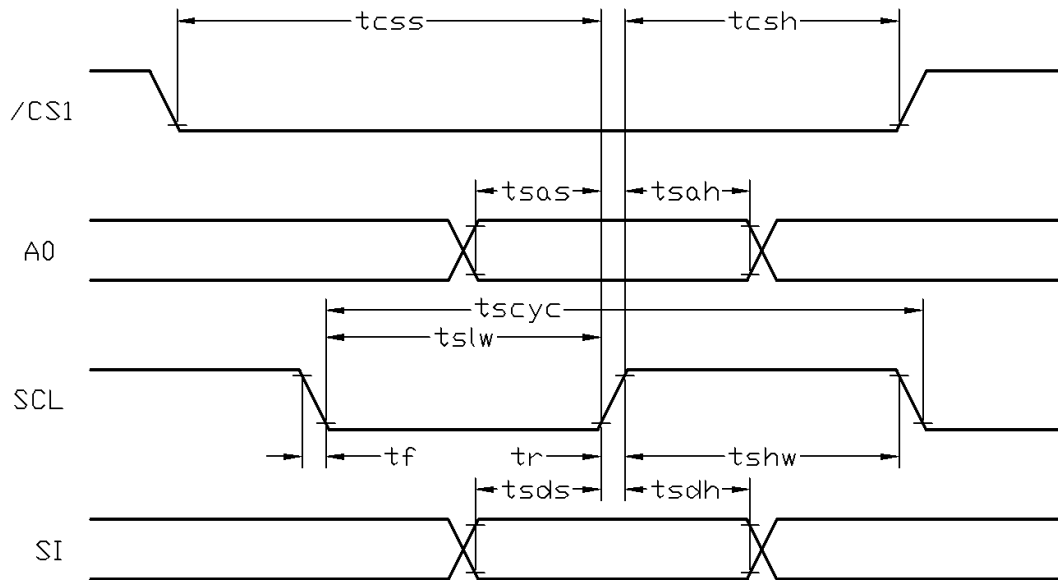 tcss tcsh
/CS1
tsas tsah
A0
tscyc
tslw
SCL
tf tr tshw
tsds tsdh
SI